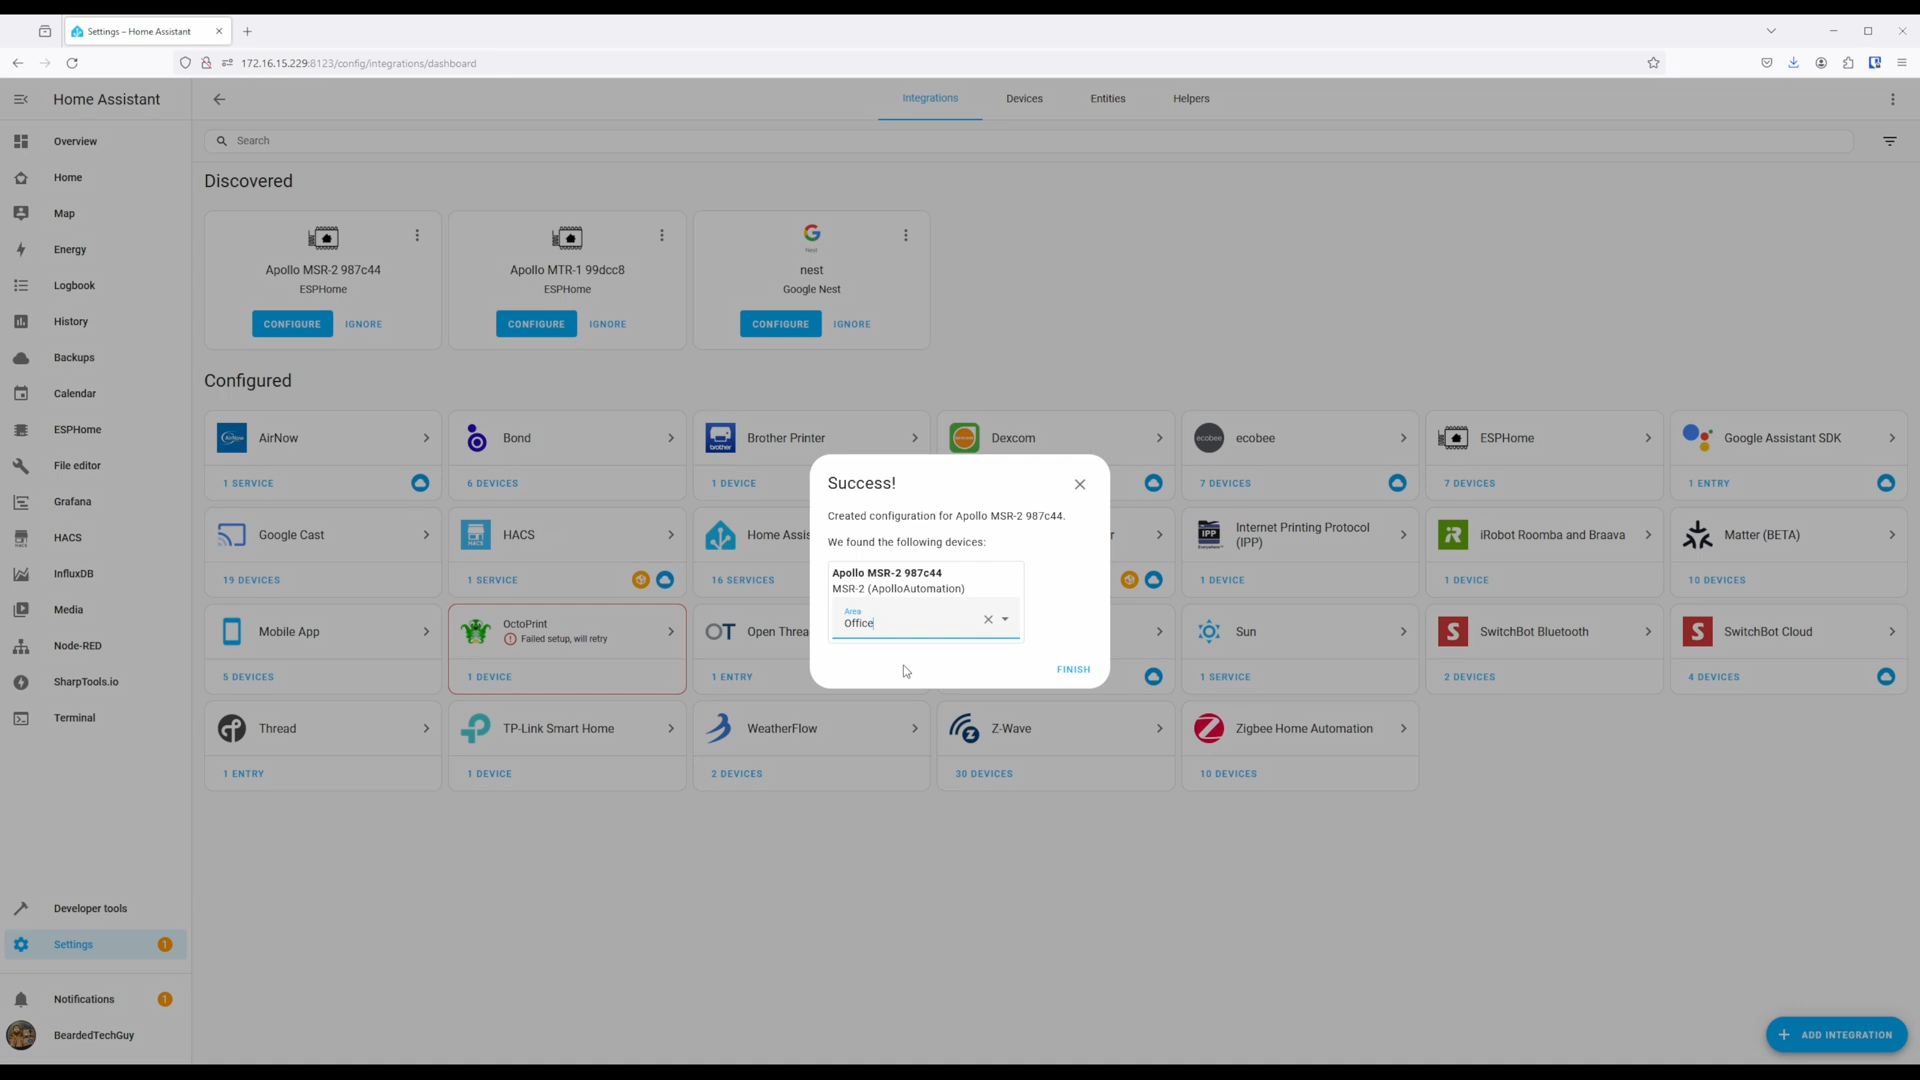 Settings – Home Assistant
172.16.15.229:8123/config/integrations/dashboard
Home Assistant
Integrations
Devices
Entities
Helpers
Search
Overview
Home
Map
Energy
Logbook
History
Backups
Calendar
ESPHome
File editor
Grafana
HACS
InfluxDB
Media
Node-RED
SharpTools.io
Terminal
Developer tools
Settings
1
Notifications
1
BeardedTechGuy
Discovered
Apollo MSR-2 987c44
ESPHome
CONFIGURE
IGNORE
Apollo MTR-1 99dcc8
ESPHome
CONFIGURE
IGNORE
Nest
nest
Google Nest
CONFIGURE
IGNORE
Configured
AirNow
AirNow
1 SERVICE
Bond
6 DEVICES
brother
Brother Printer
1 DEVICE
Dexcom
ecobee
ecobee
7 DEVICES
ESPHome
7 DEVICES
Google Assistant SDK
1 ENTRY
Google Cast
19 DEVICES
HACS
HACS
1 SERVICE
Home Assis
16 SERVICES
r
IPP
Everywhere
Internet Printing Protocol
(IPP)
1 DEVICE
iRobot Roomba and Braava
1 DEVICE
Matter (BETA)
10 DEVICES
Mobile App
5 DEVICES
OctoPrint
Failed setup, will retry
1 DEVICE
OT
Open Threa
1 ENTRY
Sun
1 SERVICE
SwitchBot Bluetooth
2 DEVICES
SwitchBot Cloud
4 DEVICES
Thread
1 ENTRY
TP-Link Smart Home
1 DEVICE
WeatherFlow
2 DEVICES
Z-Wave
30 DEVICES
Zigbee Home Automation
10 DEVICES
Success!
Created configuration for Apollo MSR-2 987c44.
We found the following devices:
Apollo MSR-2 987c44
MSR-2 (ApolloAutomation)
Area
Office
FINISH
ADD INTEGRATION